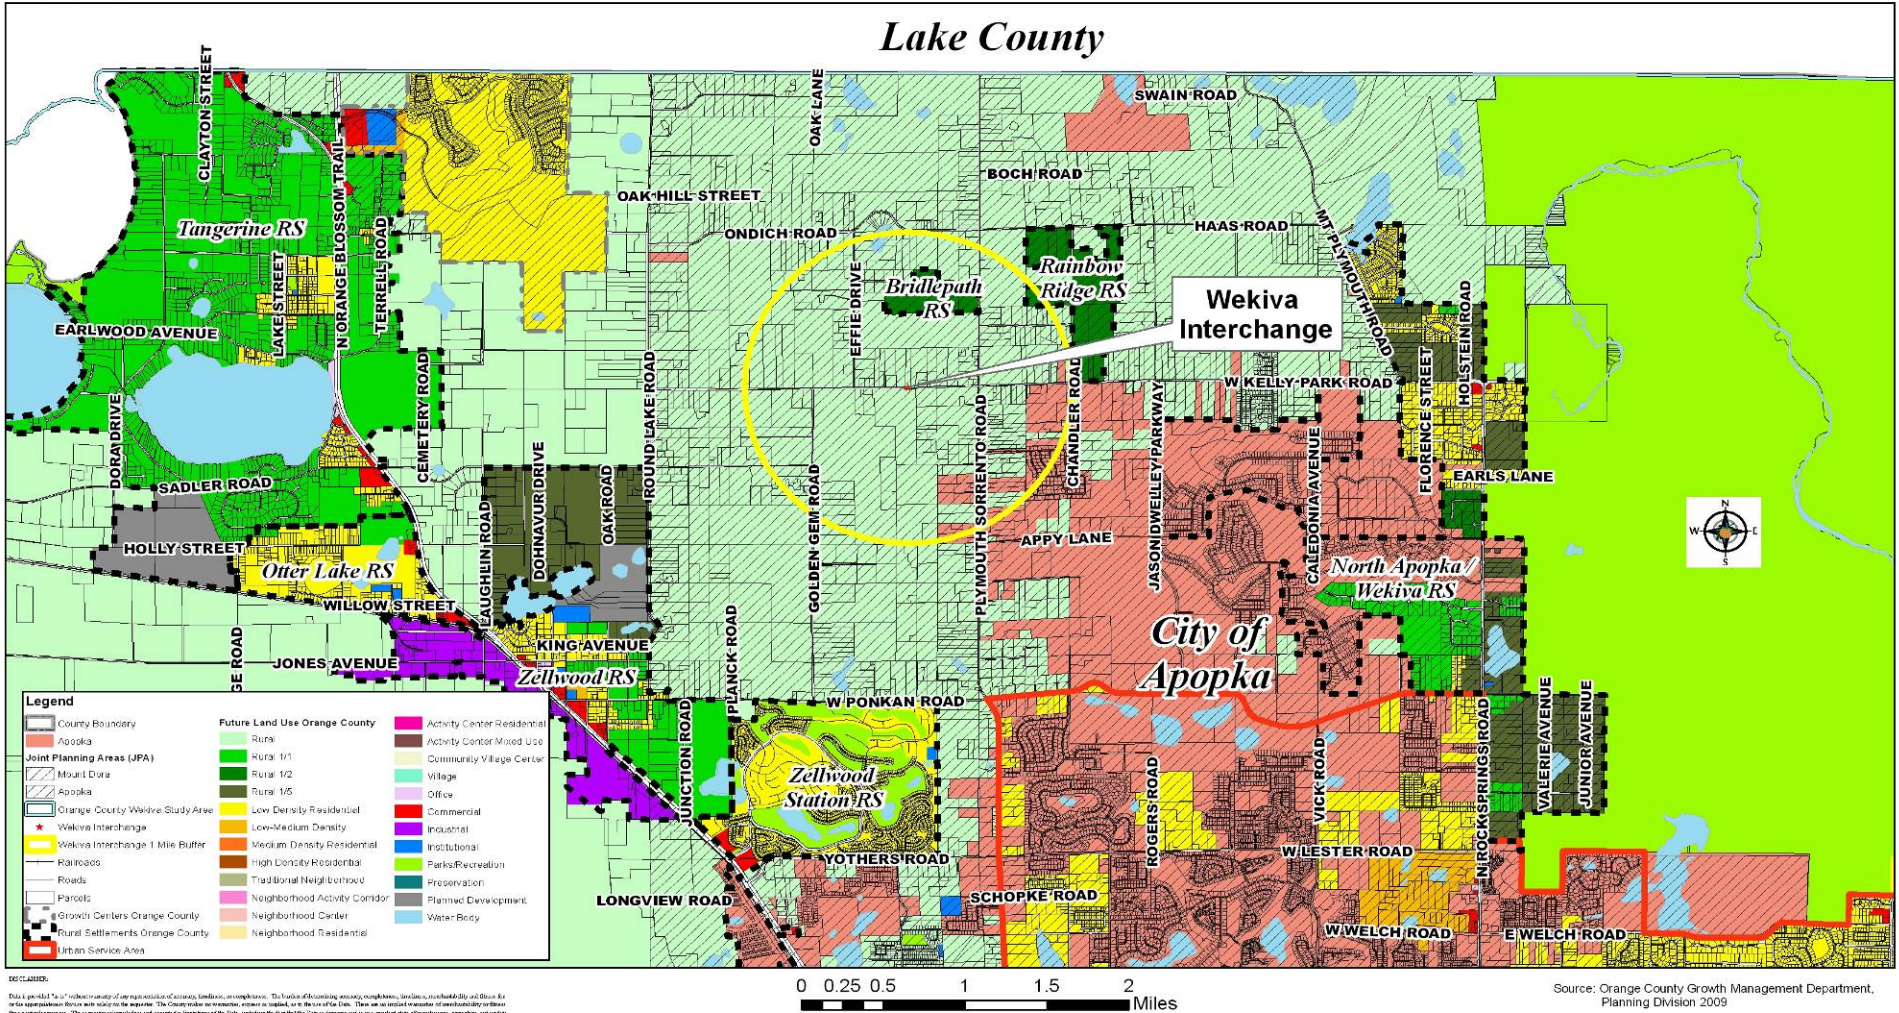 Lake County
CLAYTON STREET
OAK LANE
SWAIN ROAD
N ORANGE BLOSSOM TRAIL
BOCH ROAD
OAK HILL STREET
Tangerine RS
TERRELL ROAD
ONDICH ROAD
HAAS ROAD
MT PLYMOUTH ROAD
LAKE STREET
EFFIE DRIVE
Bridlepath
RS
Rainbow
Ridge RS
Wekiva
Interchange
HOLSTEIN ROAD
EARLWOOD AVENUE
CEMETERY ROAD
ROUND LAKE ROAD
CHANDLER ROAD
W KELLY PARK ROAD
FLORENCE STREET
DORA DRIVE
PLYMOUTH SORRENTO ROAD
JASON DWELLEY PARKWAY
CALEDONIA AVENUE
SADLER ROAD
LAUGHLIN ROAD
DOHNAVUR DRIVE
OAK ROAD
GOLDEN GEM ROAD
EARLS LANE
N
W E
S
HOLLY STREET
APPY LANE
Otter Lake RS
North Apopka /
Wekiva RS
WILLOW STREET
City of
Apopka
GE ROAD
JONES AVENUE
KING AVENUE
Zellwood RS
PLANCK ROAD
W PONKAN ROAD
JUNCTION ROAD
Zellwood
Station RS
ROGERS ROAD
VICK ROAD
N ROCK SPRINGS ROAD
VALERIE AVENUE
JUNIOR AVENUE
YOTHERS ROAD
W LESTER ROAD
LONGVIEW ROAD
SCHOPKE ROAD
W WELCH ROAD
E WELCH ROAD
Legend
County Boundary
Apopka
Joint Planning Areas (JPA)
Mount Dora
Apopka
Orange County Wekiva Study Area
Wekiva Interchange
Wekiva Interchange 1 Mile Buffer
Railroads
Roads
Parcels
Growth Centers Orange County
Rural Settlements Orange County
Urban Service Area
Future Land Use Orange County
Rural
Rural 1/1
Rural 1/2
Rural 1/5
Low Density Residential
Low-Medium Density
Medium Density Residential
High Density Residential
Traditional Neighborhood
Neighborhood Activity Corridor
Neighborhood Center
Neighborhood Residential
Activity Center Residential
Activity Center Mixed Use
Community Village Center
Village
Office
Commercial
Industrial
Institutional
Parks/Recreation
Preservation
Planned Development
Water Body
DISCLAIMER:
0 0.25 0.5 1 1.5 2
Miles
Source: Orange County Growth Management Department,
Planning Division 2009